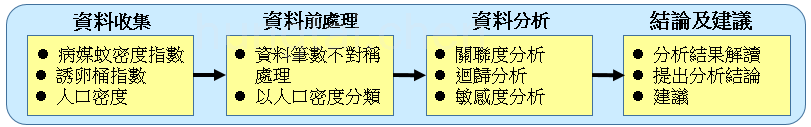 資料收集
● 病媒蚊密度指數
● 誘卵桶指數
● 人口密度
資料前處理
● 資料筆數不對稱
處理
● 以人口密度分類
資料分析
● 關聯度分析
● 迴歸分析
● 敏感度分析
結論及建議
● 分析結果解讀
● 提出分析結論
● 建議